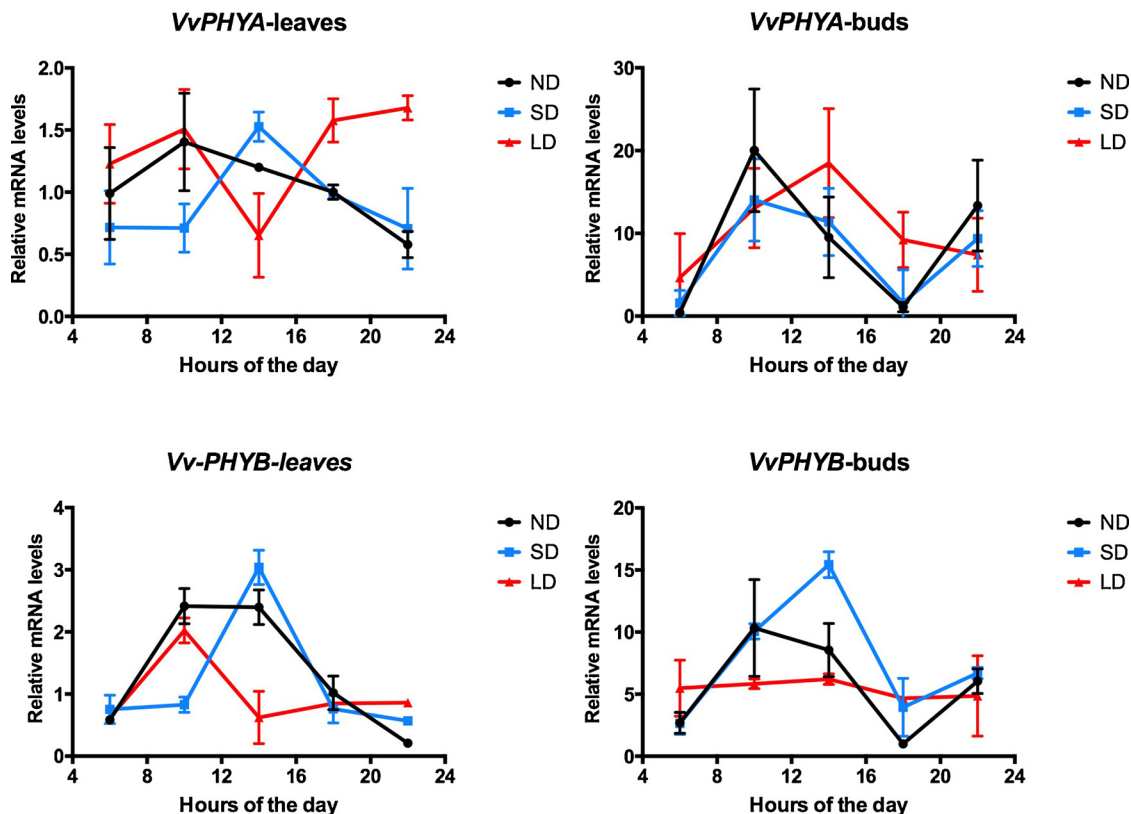 VvPHYA-leaves
Relative mRNA levels
2.0
1.5
1.0
0.5
0.0
4 8 12 16 20 24
Hours of the day
ND
SD
LD
VvPHYA-buds
Relative mRNA levels
30
20
10
0
4 8 12 16 20 24
Hours of the day
ND
SD
LD
Vv-PHYB-leaves
Relative mRNA levels
4
3
2
1
0
4 8 12 16 20 24
Hours of the day
ND
SD
LD
VvPHYB-buds
Relative mRNA levels
20
15
10
5
0
4 8 12 16 20 24
Hours of the day
ND
SD
LD